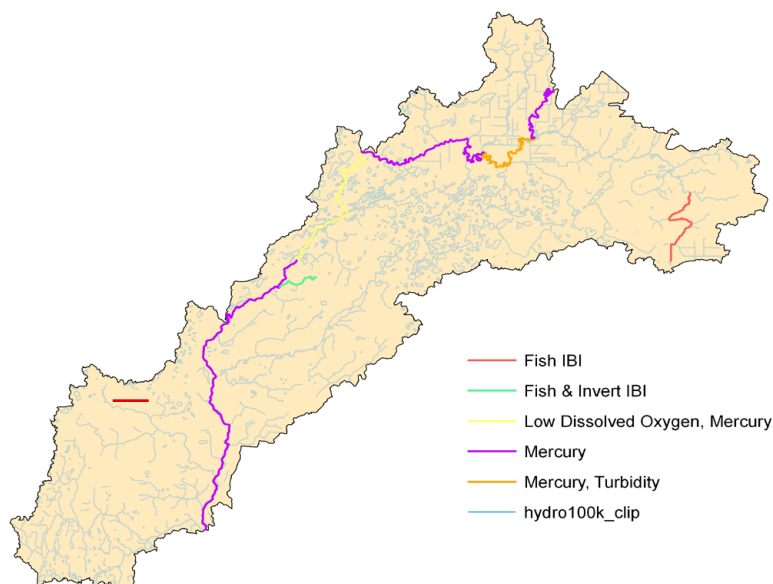 Fish IBI
Fish & Invert IBI
Low Dissolved Oxygen, Mercury
Mercury
Mercury, Turbidity
hydro100k_clip